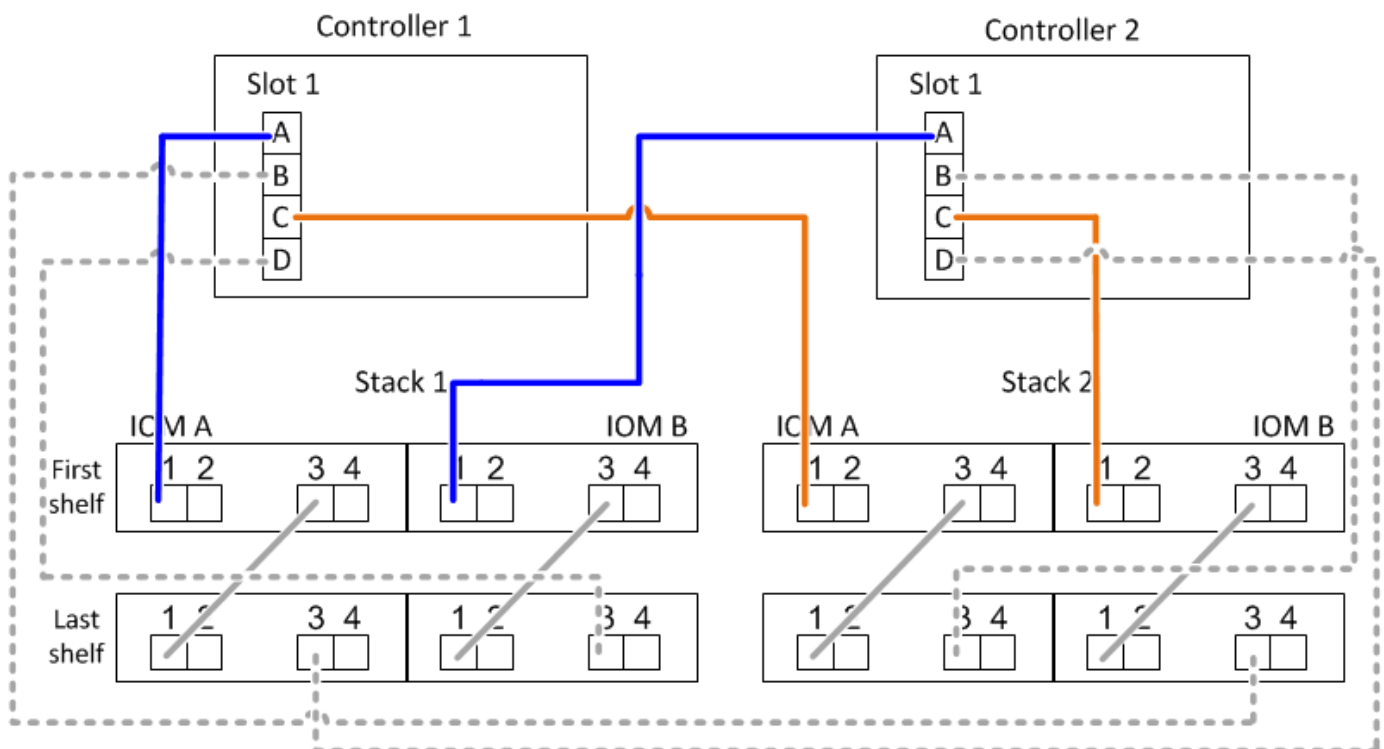 Controller 1
Controller 2
Slot 1
Slot 1
A
A
B
B
C
C
D
D
Stack 1
Stack 2
IOM A
IOM B
IOM A
IOM B
First shelf
1 2
3 4
1 2
3 4
1 2
3 4
1 2
3 4
Last shelf
1 2
3 4
1 2
3 4
1 2
3 4
1 2
3 4